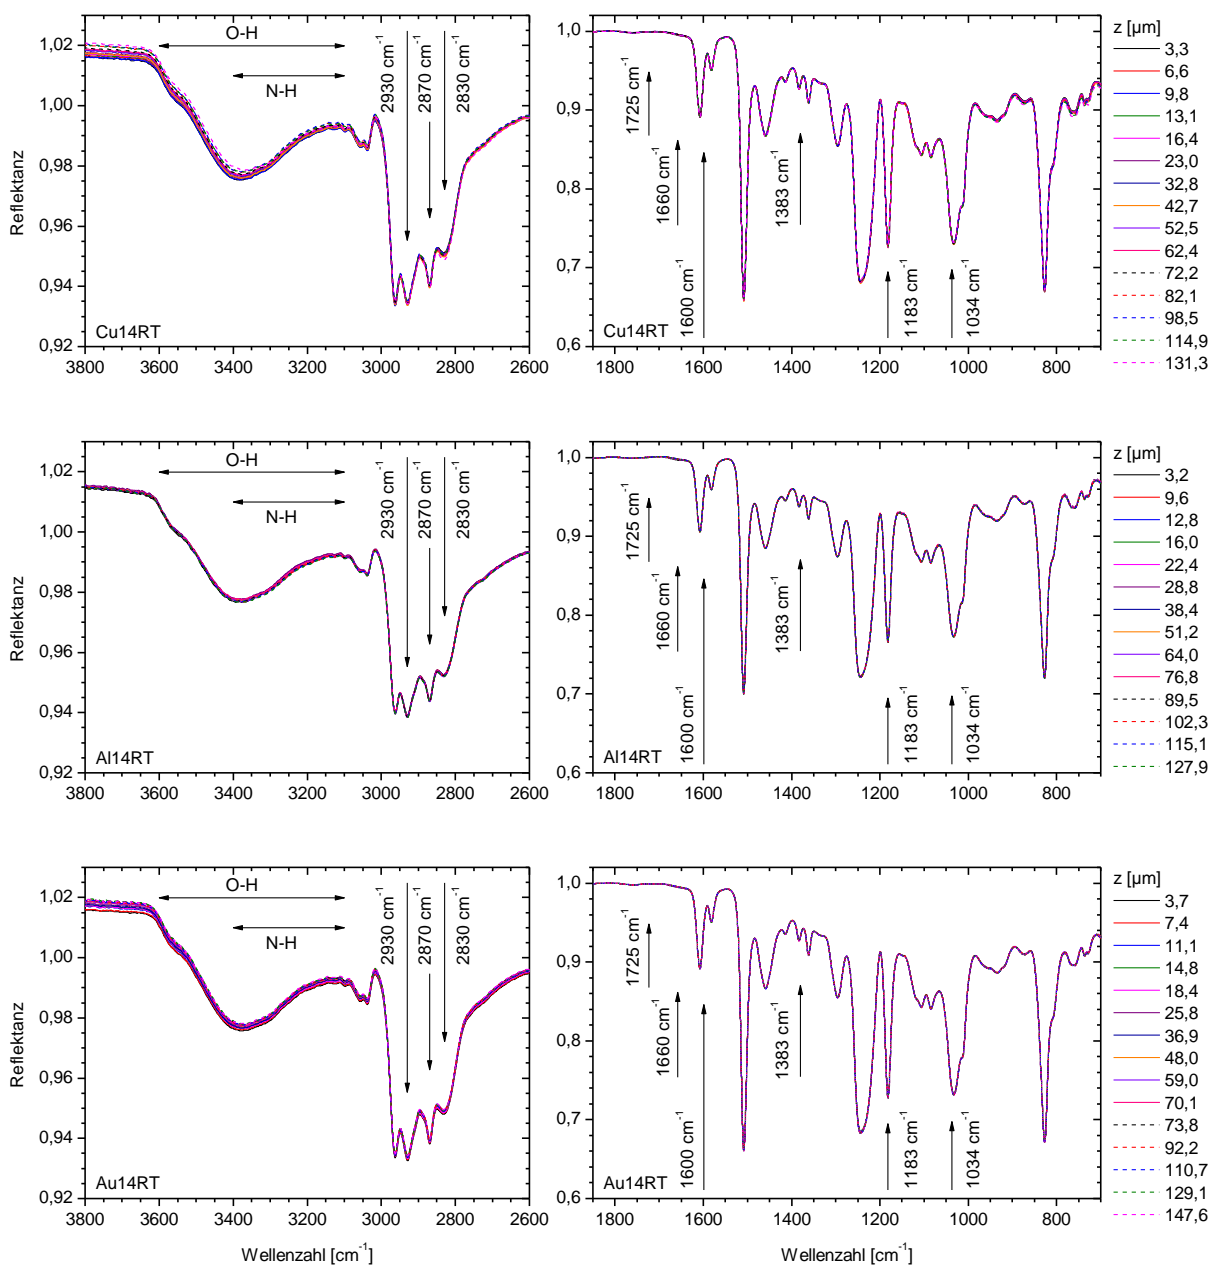 1,02
1,00
0,98
0,96
0,94
0,92
Reflektanz
O-H
N-H
2930 cm⁻¹
2870 cm⁻¹
2830 cm⁻¹
Cu14RT
3800 3600 3400 3200 3000 2800 2600
1,0
0,9
0,8
0,7
0,6
1725 cm⁻¹
1660 cm⁻¹
1600 cm⁻¹
1383 cm⁻¹
1183 cm⁻¹
1034 cm⁻¹
Cu14RT
1800 1600 1400 1200 1000 800
z [µm]
3,3
6,6
9,8
13,1
16,4
23,0
32,8
42,7
52,5
62,4
72,2
82,1
98,5
114,9
131,3
1,02
1,00
0,98
0,96
0,94
0,92
Reflektanz
O-H
N-H
2930 cm⁻¹
2870 cm⁻¹
2830 cm⁻¹
Al14RT
3800 3600 3400 3200 3000 2800 2600
1,0
0,9
0,8
0,7
0,6
1725 cm⁻¹
1660 cm⁻¹
1600 cm⁻¹
1383 cm⁻¹
1183 cm⁻¹
1034 cm⁻¹
Al14RT
1800 1600 1400 1200 1000 800
z [µm]
3,2
9,6
12,8
16,0
22,4
28,8
38,4
51,2
64,0
76,8
89,5
102,3
115,1
127,9
1,02
1,00
0,98
0,96
0,94
0,92
Reflektanz
O-H
N-H
2930 cm⁻¹
2870 cm⁻¹
2830 cm⁻¹
Au14RT
3800 3600 3400 3200 3000 2800 2600
Wellenzahl [cm⁻¹]
1,0
0,9
0,8
0,7
0,6
1725 cm⁻¹
1660 cm⁻¹
1600 cm⁻¹
1383 cm⁻¹
1183 cm⁻¹
1034 cm⁻¹
Au14RT
1800 1600 1400 1200 1000 800
Wellenzahl [cm⁻¹]
z [µm]
3,7
7,4
11,1
14,8
18,4
25,8
36,9
48,0
59,0
70,1
73,8
92,2
110,7
129,1
147,6